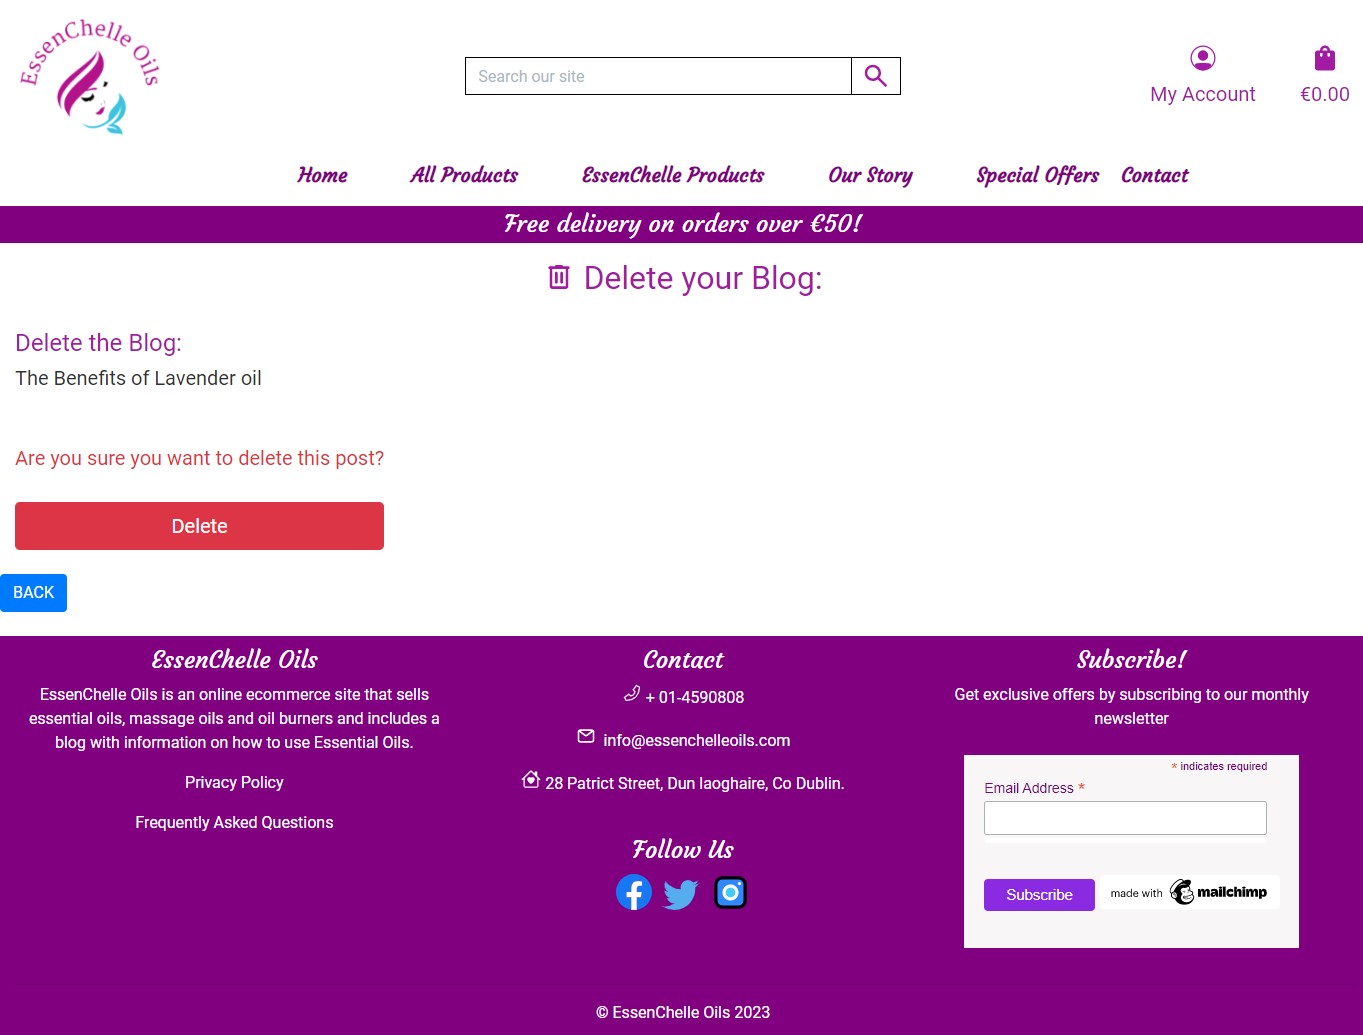 EssenChelle Oils
Search our site
My Account
€0.00
Home All Products EssenChelle Products Our Story Special Offers Contact
Free delivery on orders over €50!
Delete your Blog:
Delete the Blog:
The Benefits of Lavender oil
Are you sure you want to delete this post?
Delete
BACK
EssenChelle Oils
EssenChelle Oils is an online ecommerce site that sells
essential oils, massage oils and oil burners and includes a
blog with information on how to use Essential Oils.
Privacy Policy
Frequently Asked Questions
Contact
+ 01-4590808
info@essenchelleoils.com
28 Patrict Street, Dun laoghaire, Co Dublin.
Follow Us
Subscribe!
Get exclusive offers by subscribing to our monthly
newsletter
* indicates required
Email Address *
Subscribe
made with mailchimp
© EssenChelle Oils 2023